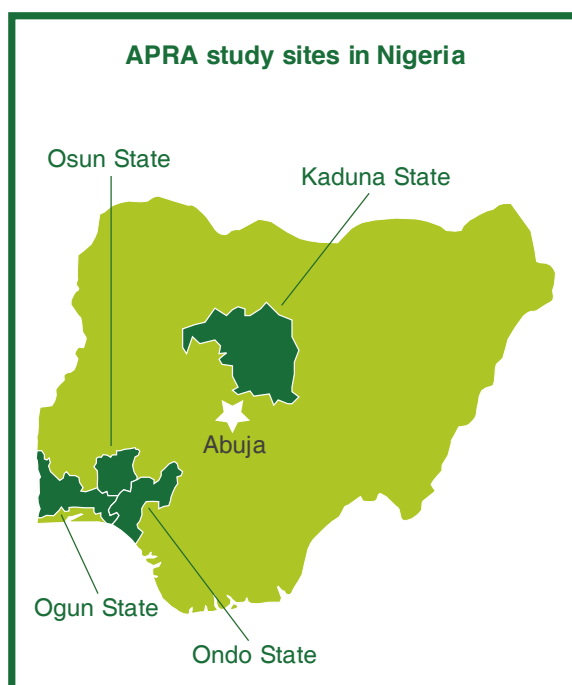 APRA study sites in Nigeria
Osun State
Kaduna State
Abuja
Ogun State
Ondo State